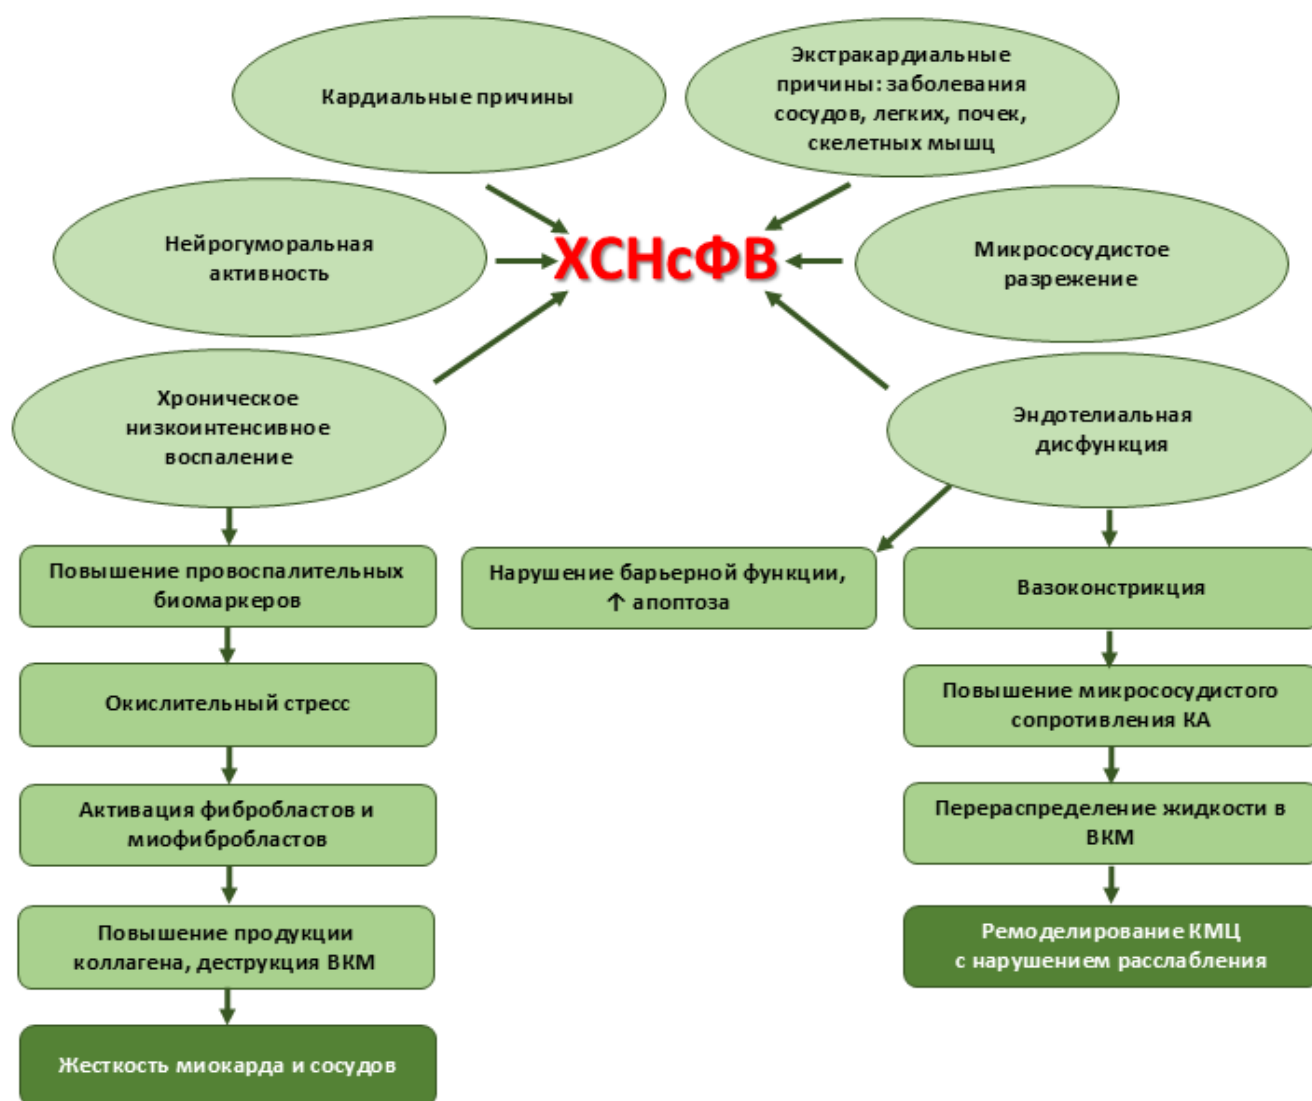 Кардиальные причины
Экстракардиальные
причины: заболевания
сосудов, легких, почек,
скелетных мышц
Нейрогуморальная
активность
ХСНсФВ
Микрососудистое
разрежение
Хроническое
низкоинтенсивное
воспаление
Эндотелиальная
дисфункция
Повышение провоспалительных
биомаркеров
Нарушение барьерной функции,
↑ апоптоза
Вазоконстрикция
Окислительный стресс
Повышение микрососудистого
сопротивления КА
Активация фибробластов и
миофибробластов
Перераспределение жидкости в
ВКМ
Повышение продукции
коллагена, деструкция ВКМ
Ремоделирование КМЦ
с нарушением расслабления
Жесткость миокарда и сосудов